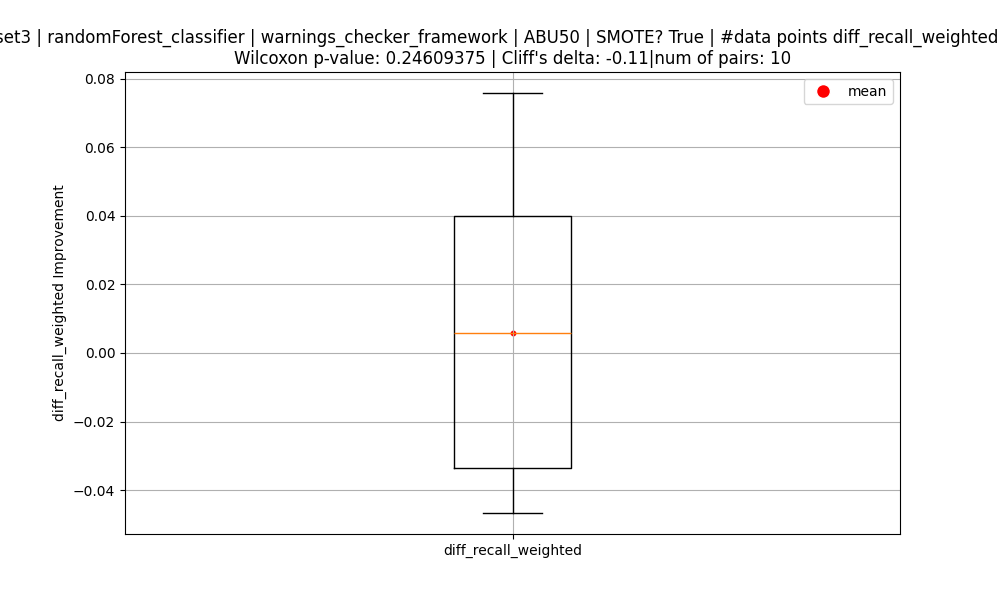 set3 | randomForest_classifier | warnings_checker_framework | ABU50 | SMOTE? True | #data points diff_recall_weighted
Wilcoxon p-value: 0.24609375 | Cliff's delta: -0.11|num of pairs: 10
mean
0.08
0.06
0.04
0.02
0.00
−0.02
−0.04
diff_recall_weighted Improvement
diff_recall_weighted